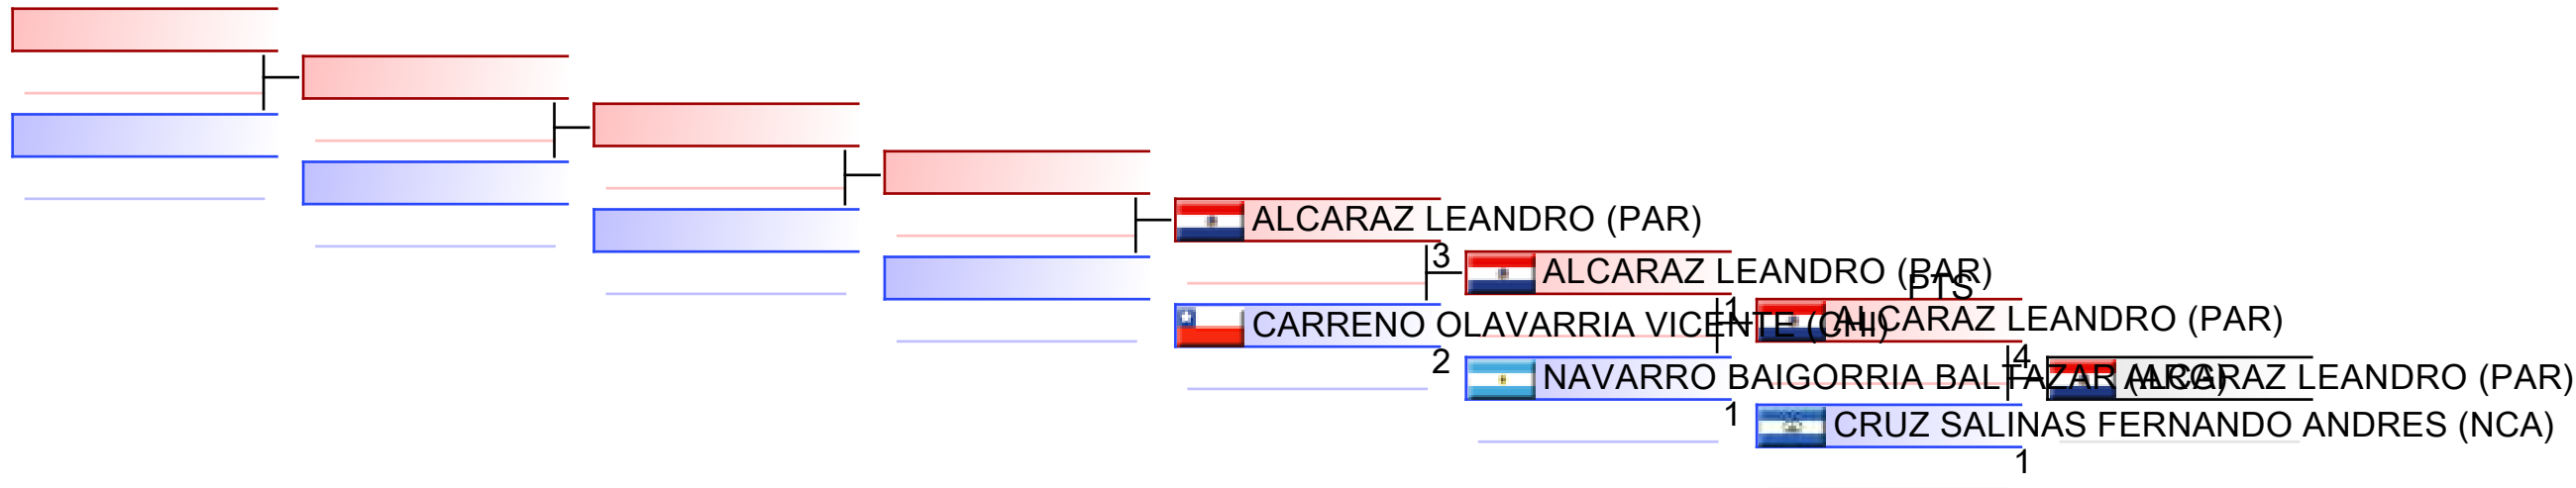 ALCARAZ LEANDRO (PAR)
3
ALCARAZ LEANDRO (PAR)
PTS
1
CARRENO OLAVARRIA VICENTE (CHI)
ALCARAZ LEANDRO (PAR)
2
4
NAVARRO BAIGORRIA BALTAZAR (ARG)
ALCARAZ LEANDRO (PAR)
1
CRUZ SALINAS FERNANDO ANDRES (NCA)
1